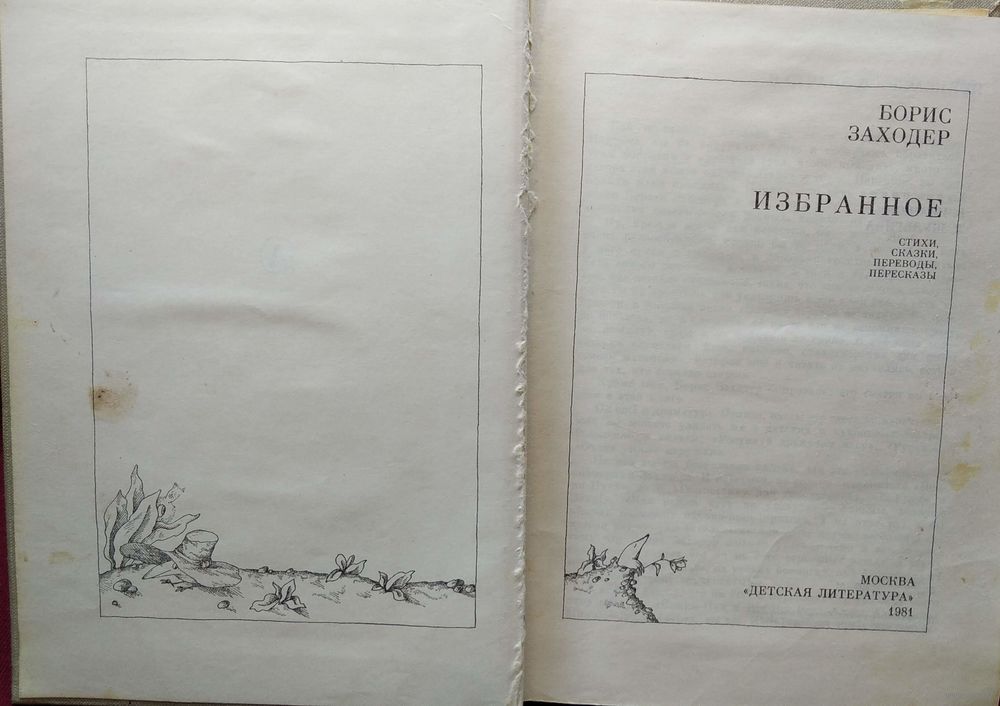 БОРИС
ЗАХОДЕР
ИЗБРАННОЕ
СТИХИ,
СКАЗКИ,
ПЕРЕВОДЫ,
ПЕРЕСКАЗЫ
МОСКВА
«ДЕТСКАЯ ЛИТЕРАТУРА»
1981